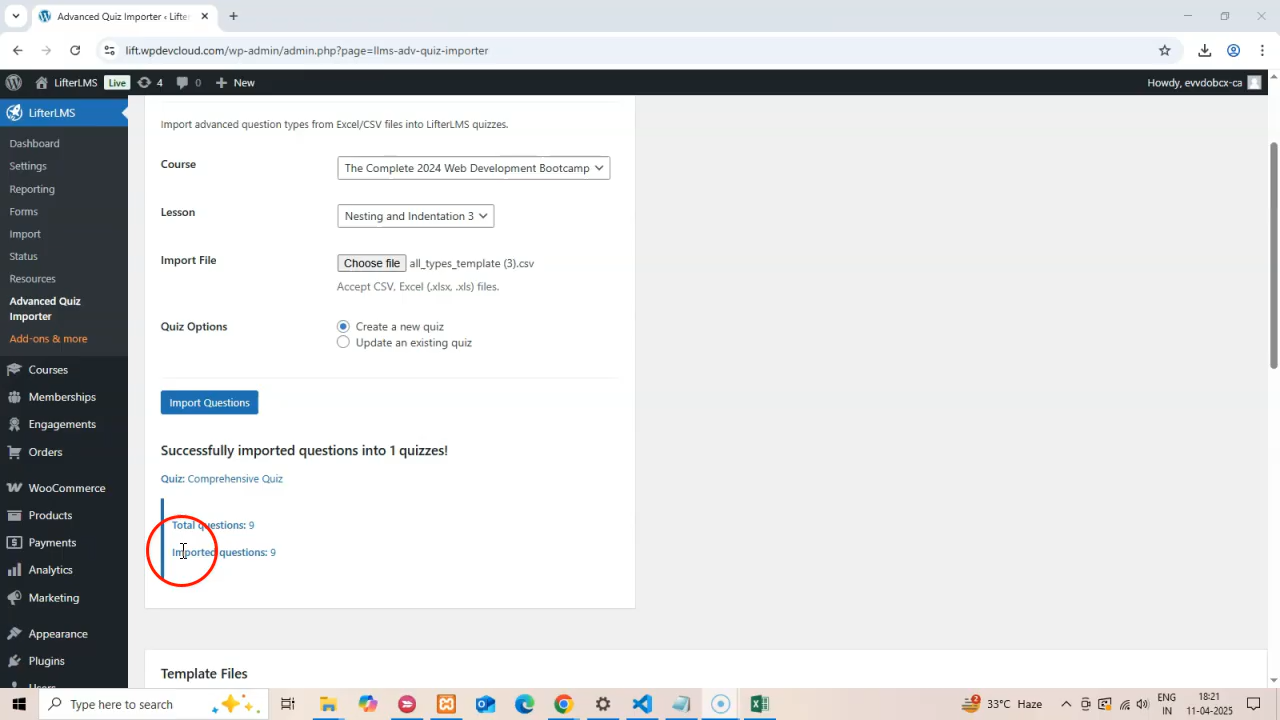 Advanced Quiz Importer ‹ Lifter
lift.wpdevcloud.com/wp-admin/admin.php?page=llms-adv-quiz-importer
LifterLMS Live 4 0 New Howdy, evvdobcx-ca
LifterLMS
Dashboard
Settings
Reporting
Forms
Import
Status
Resources
Advanced Quiz
Importer
Add-ons & more
Courses
Memberships
Engagements
Orders
WooCommerce
Products
Payments
Analytics
Marketing
Appearance
Plugins
Users
Import advanced question types from Excel/CSV files into LifterLMS quizzes.
Course The Complete 2024 Web Development Bootcamp
Lesson Nesting and Indentation 3
Import File Choose file all_types_template (3).csv
Accept CSV, Excel (.xlsx, .xls) files.
Quiz Options Create a new quiz
Update an existing quiz
Import Questions
Successfully imported questions into 1 quizzes!
Quiz: Comprehensive Quiz
Total questions: 9
Imported questions: 9
Template Files
Type here to search
2 33°C Haze
ENG
IN
18:21
11-04-2025